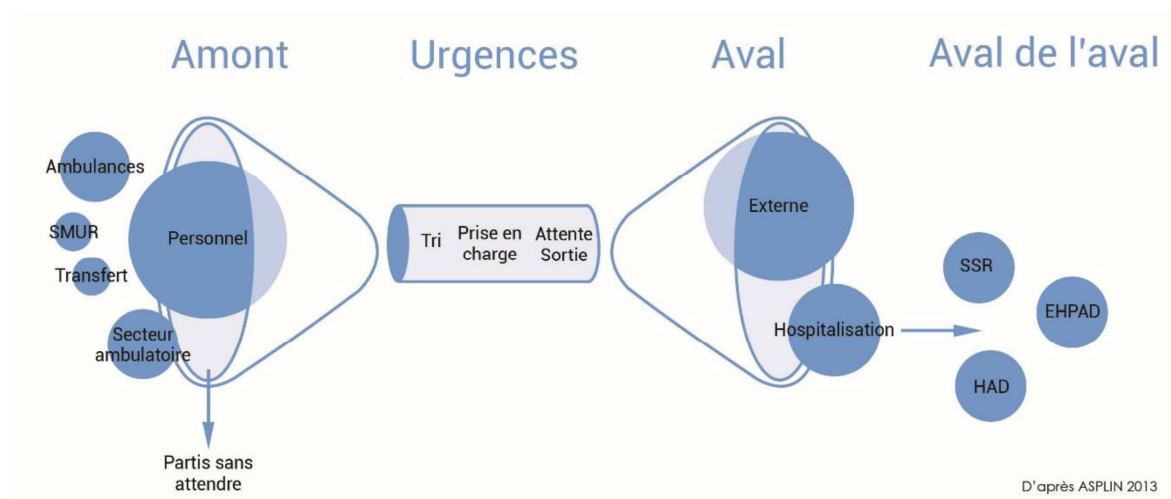 Amont
Urgences
Aval
Aval de l'aval
Ambulances
SMUR
Transfert
Secteur
ambulatoire
Personnel
Partis sans
attendre
Tri
Prise en
charge
Attente
Sortie
Externe
Hospitalisation
SSR
EHPAD
HAD
D'après ASPLIN 2013